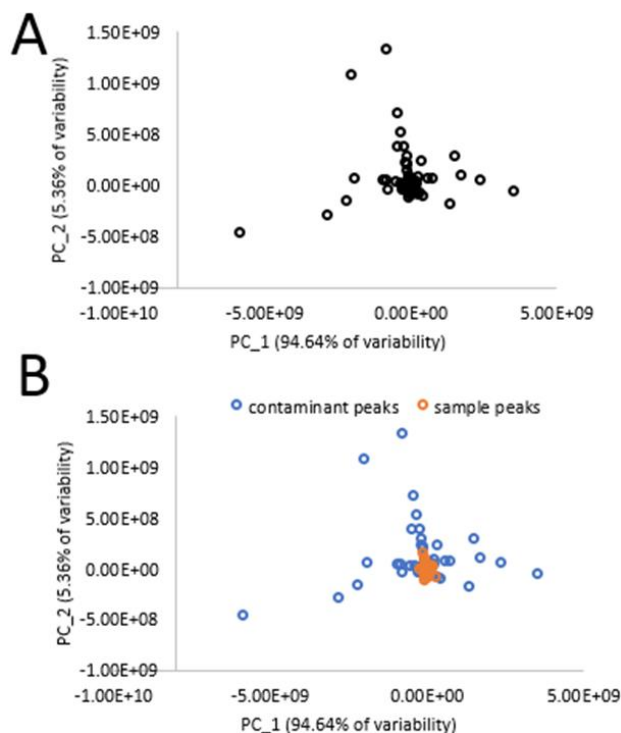 A
1.50E+09
1.00E+09
5.00E+08
0.00E+00
-5.00E+08
-1.00E+09
PC_2 (5.36% of variability)
-1.00E+10 -5.00E+09 0.00E+00 5.00E+09
PC_1 (94.64% of variability)
B
contaminant peaks sample peaks
1.50E+09
1.00E+09
5.00E+08
0.00E+00
-5.00E+08
-1.00E+09
PC_2 (5.36% of variability)
-1.00E+10 -5.00E+09 0.00E+00 5.00E+09
PC_1 (94.64% of variability)